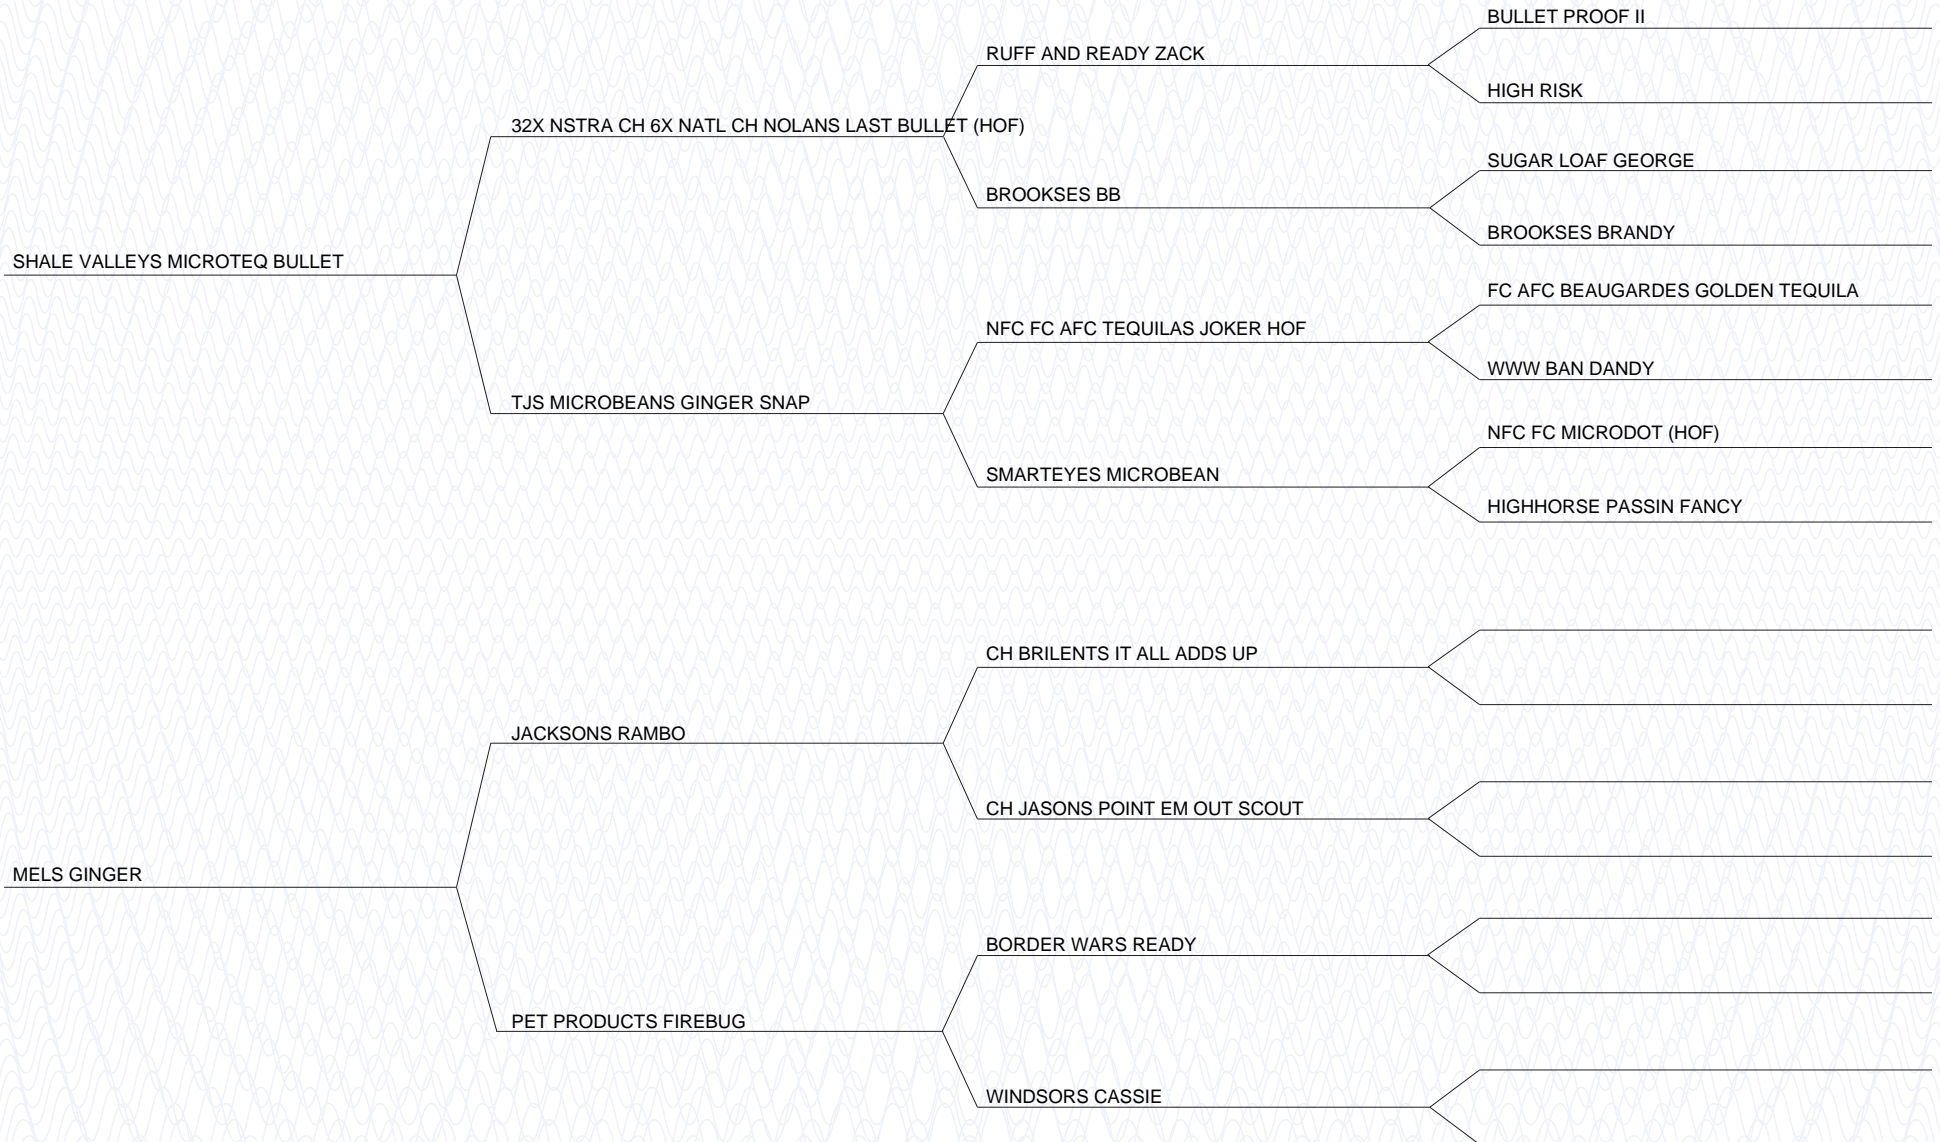 BULLET PROOF II
RUFF AND READY ZACK
HIGH RISK
32X NSTRA CH 6X NATL CH NOLANS LAST BULLET (HOF)
SUGAR LOAF GEORGE
BROOKSES BB
BROOKSES BRANDY
SHALE VALLEYS MICROTEQ BULLET
FC AFC BEAUGARDES GOLDEN TEQUILA
NFC FC AFC TEQUILAS JOKER HOF
WWW BAN DANDY
TJS MICROBEANS GINGER SNAP
NFC FC MICRODOT (HOF)
SMARTEYES MICROBEAN
HIGHHORSE PASSIN FANCY
CH BRILENTS IT ALL ADDS UP
JACKSONS RAMBO
CH JASONS POINT EM OUT SCOUT
MELS GINGER
BORDER WARS READY
PET PRODUCTS FIREBUG
WINDSORS CASSIE